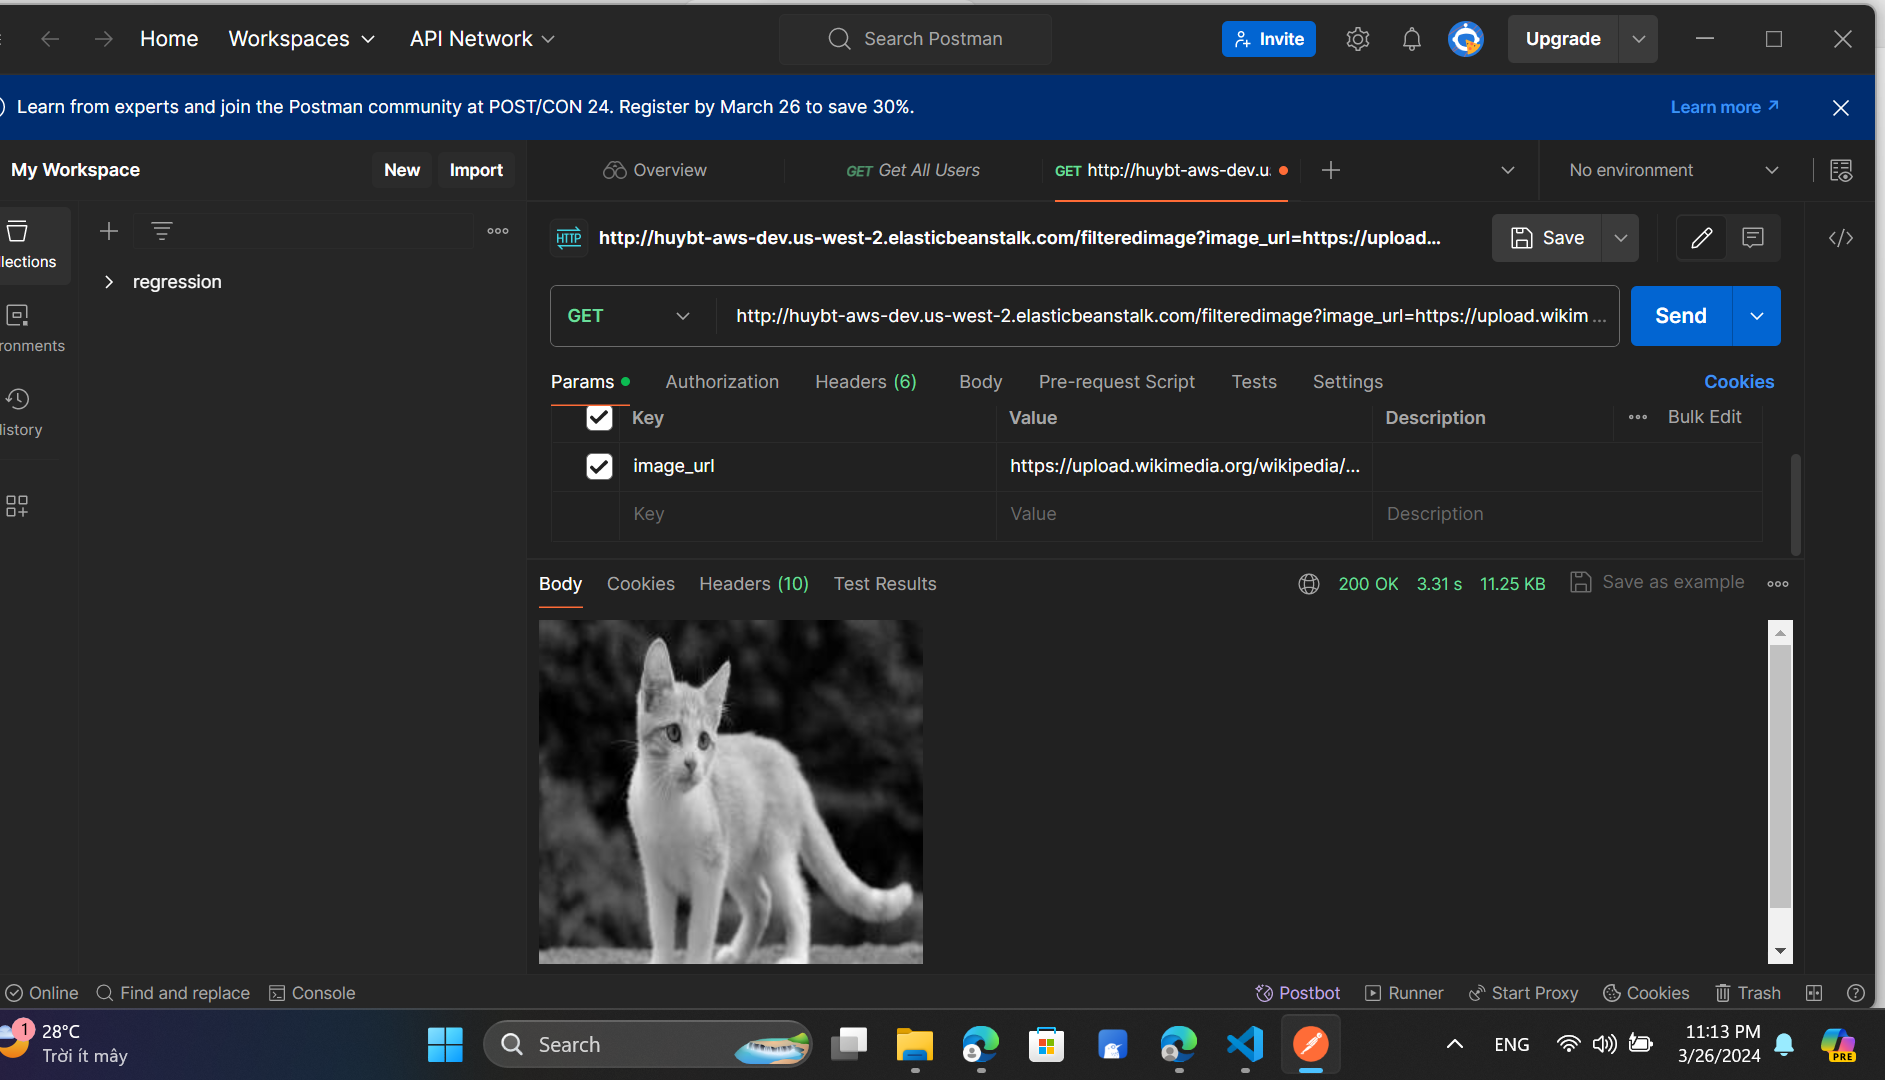 Home Workspaces API Network Search Postman Invite Upgrade
Learn from experts and join the Postman community at POST/CON 24. Register by March 26 to save 30%. Learn more
My Workspace New Import
Overview GET Get All Users GET http://huybt-aws-dev.u No environment
HTTP http://huybt-aws-dev.us-west-2.elasticbeanstalk.com/filteredimage?image_url=https://upload... Save
lections
regression
GET http://huybt-aws-dev.us-west-2.elasticbeanstalk.com/filteredimage?image_url=https://upload.wikim ... Send
ronments
Params Authorization Headers (6) Body Pre-request Script Tests Settings Cookies
Key Value Description Bulk Edit
istory
image_url https://upload.wikimedia.org/wikipedia/...
Key Value Description
Body Cookies Headers (10) Test Results 200 OK 3.31 s 11.25 KB Save as example
Online Find and replace Console Postbot Runner Start Proxy Cookies Trash
1 28°C
Trời ít mây
Search
ENG
11:13 PM
3/26/2024
PRE